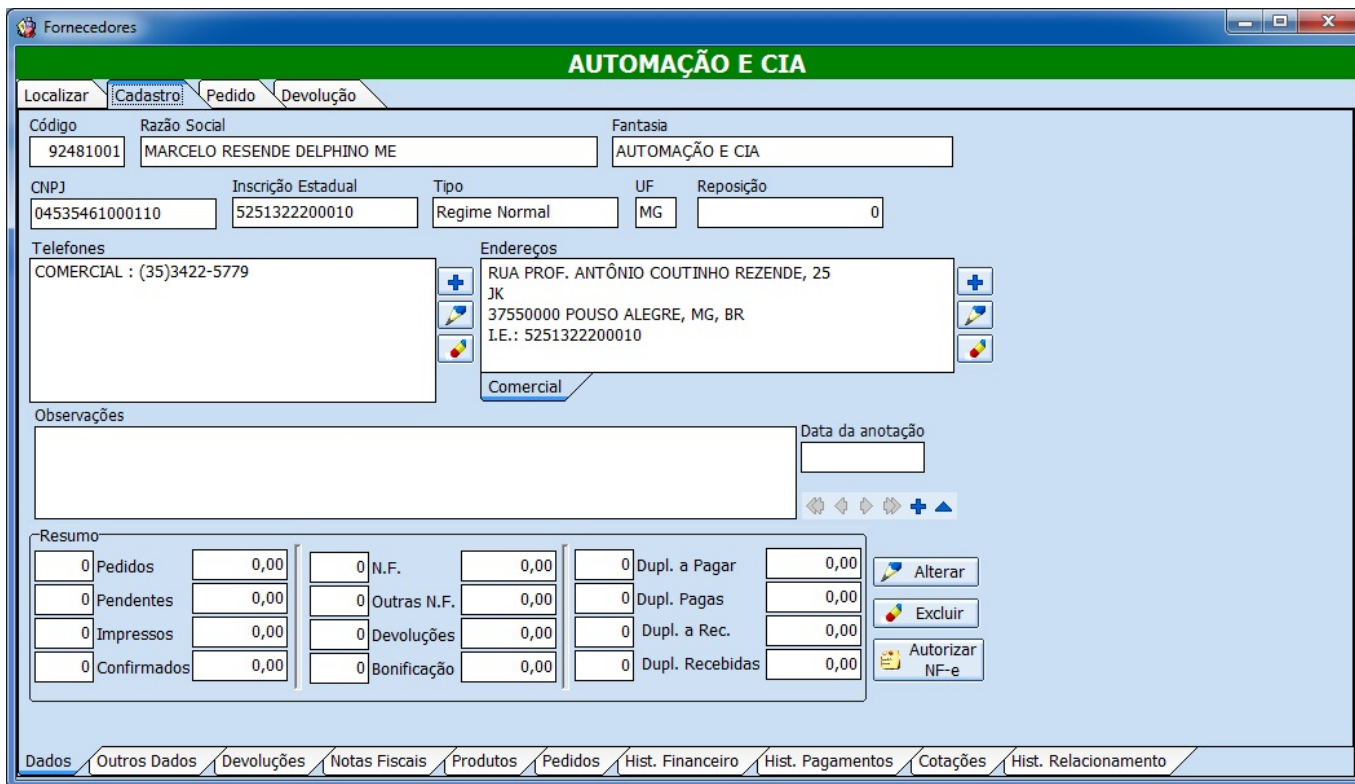 Fornecedores
AUTOMAÇÃO E CIA
Localizar Cadastro Pedido Devolução
Código Razão Social Fantasia
92481001 MARCELO RESENDE DELPHINO ME AUTOMAÇÃO E CIA
CNPJ Inscrição Estadual Tipo UF Reposição
04535461000110 5251322200010 Regime Normal MG 0
Telefones Endereços
COMERCIAL : (35)3422-5779 RUA PROF. ANTÔNIO COUTINHO REZENDE, 25
JK
37550000 POUSO ALEGRE, MG, BR
I.E.: 5251322200010
Comercial
Observações
Data da anotação
Resumo
0 Pedidos 0,00 0 N.F. 0,00 0 Dupl. a Pagar 0,00 Alterar
0 Pendentes 0,00 0 Outras N.F. 0,00 0 Dupl. Pagas 0,00 Excluir
0 Impressos 0,00 0 Devoluções 0,00 0 Dupl. a Rec. 0,00 Autorizar
0 Confirmados 0,00 0 Bonificação 0,00 0 Dupl. Recebidas 0,00 NF-e
Dados Outros Dados Devoluções Notas Fiscais Produtos Pedidos Hist. Financeiro Hist. Pagamentos Cotações Hist. Relacionamento